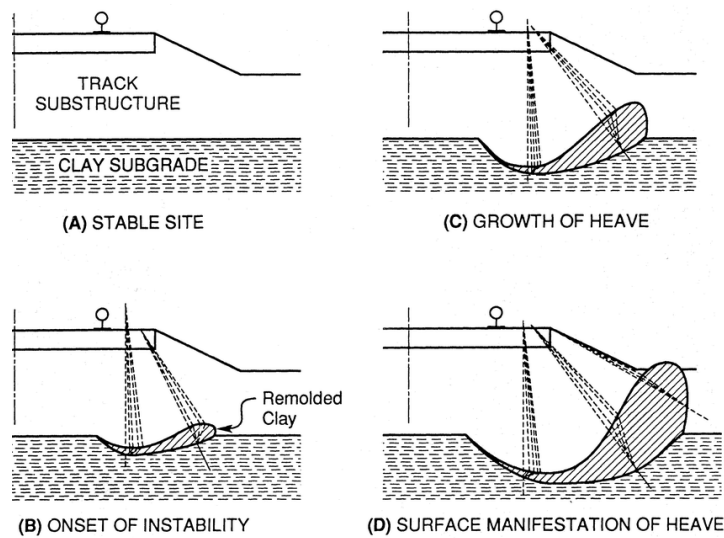 TRACK
SUBSTRUCTURE
CLAY SUBGRADE
(A) STABLE SITE
(C) GROWTH OF HEAVE
Remolded
Clay
(B) ONSET OF INSTABILITY
(D) SURFACE MANIFESTATION OF HEAVE